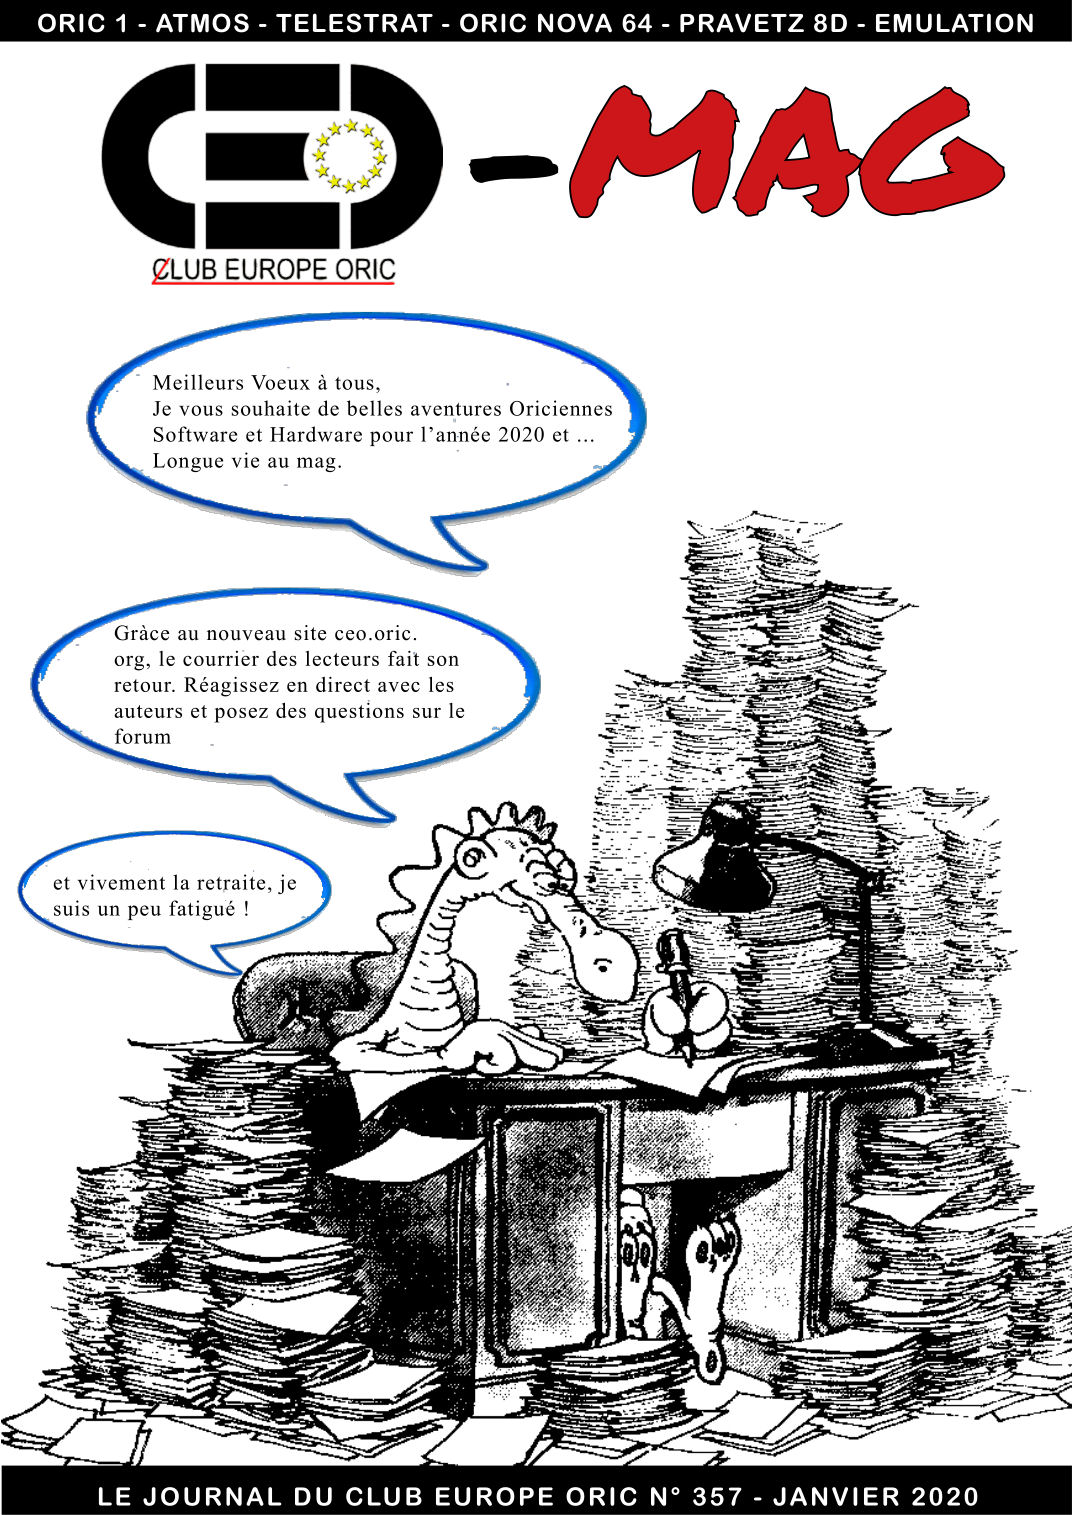 ORIC 1 - ATMOS - TELESTRAT - ORIC NOVA 64 - PRAVETZ 8D - EMULATION
CEO - MAG
CLUB EUROPE ORIC
Meilleurs Voeux à tous,
Je vous souhaite de belles aventures Oriciennes
Software et Hardware pour l’année 2020 et ...
Longue vie au mag.
Gràce au nouveau site ceo.oric.
org, le courrier des lecteurs fait son
retour. Réagissez en direct avec les
auteurs et posez des questions sur le
forum
et vivement la retraite, je
suis un peu fatigué !
LE JOURNAL DU CLUB EUROPE ORIC N° 357 - JANVIER 2020